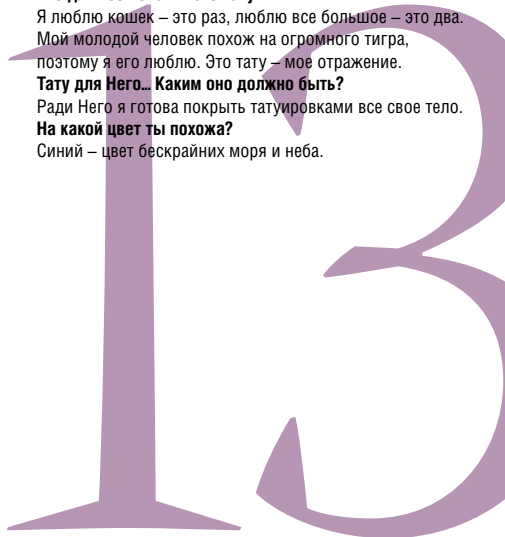 Я люблю кошек – это раз, люблю все большое – это два.
Мой молодой человек похож на огромного тигра,
поэтому я его люблю. Это тату – мое отражение.
Тату для Него... Каким оно должно быть?
Ради Него я готова покрыть татуировками все свое тело.
На какой цвет ты похожа?
Синий – цвет бескрайних моря и неба.
13